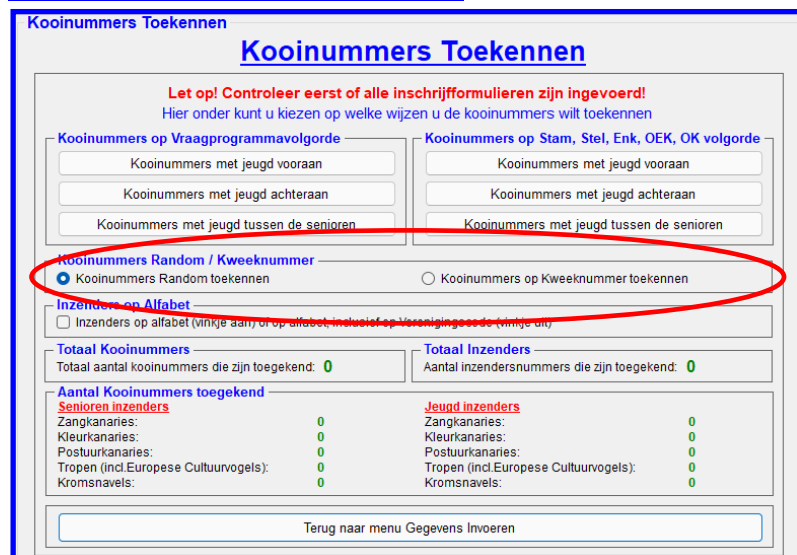 Kooinummers Toekennen
Kooinummers Toekennen
Let op! Controleer eerst of alle inschrijfformulieren zijn ingevoerd!
Hier onder kunt u kiezen op welke wijzen u de kooinummers wilt toekennen
Kooinummers op Vraagprogrammavolgorde
Kooinummers met jeugd vooraan
Kooinummers met jeugd achteraan
Kooinummers met jeugd tussen de senioren
Kooinummers op Stam, Stel, Enk, OEK, OK volgorde
Kooinummers met jeugd vooraan
Kooinummers met jeugd achteraan
Kooinummers met jeugd tussen de senioren
Kooinummers Random / Kweeknummer
Kooinummers Random toekennen
Kooinummers op Kweeknummer toekennen
Inzenders op Alfabet
Inzenders op alfabet (vinkje aan) of op alfabet, inclusief op Verenigingscode (vinkje uit)
Totaal Kooinummers
Totaal aantal kooinummers die zijn toegekend: 0
Totaal Inzenders
Aantal inzendersnummers die zijn toegekend: 0
Aantal Kooinummers toegekend
Senioren inzenders
Zangkanaries: 0
Kleurkanaries: 0
Postuurkanaries: 0
Tropen (incl.Europese Cultuurvogels): 0
Kromsnavels: 0
Jeugd inzenders
Zangkanaries: 0
Kleurkanaries: 0
Postuurkanaries: 0
Tropen (incl.Europese Cultuurvogels): 0
Kromsnavels: 0
Terug naar menu Gegevens Invoeren